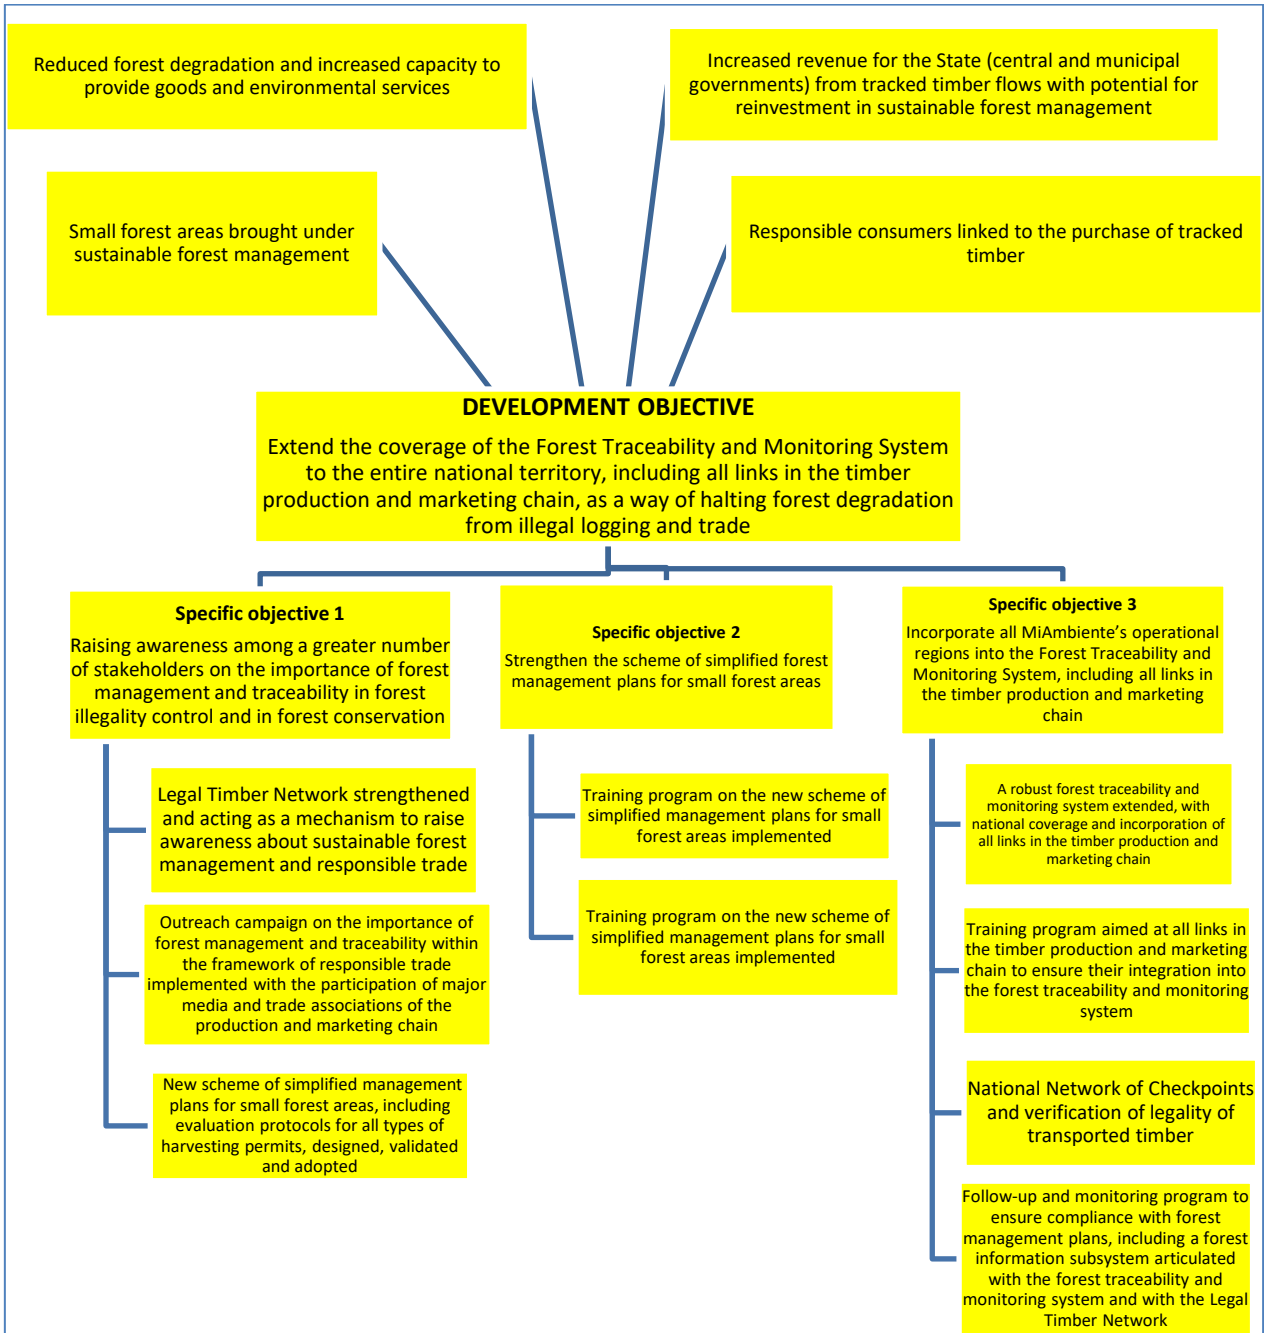 Reduced forest degradation and increased capacity to
provide goods and environmental services
Increased revenue for the State (central and municipal
governments) from tracked timber flows with potential for
reinvestment in sustainable forest management
Small forest areas brought under
sustainable forest management
Responsible consumers linked to the purchase of tracked
timber
DEVELOPMENT OBJECTIVE
Extend the coverage of the Forest Traceability and Monitoring System
to the entire national territory, including all links in the timber
production and marketing chain, as a way of halting forest degradation
from illegal logging and trade
Specific objective 1
Raising awareness among a greater number
of stakeholders on the importance of forest
management and traceability in forest
illegality control and in forest conservation
Legal Timber Network strengthened
and acting as a mechanism to raise
awareness about sustainable forest
management and responsible trade
Outreach campaign on the importance of
forest management and traceability within
the framework of responsible trade
implemented with the participation of major
media and trade associations of the
production and marketing chain
New scheme of simplified management
plans for small forest areas, including
evaluation protocols for all types of
harvesting permits, designed, validated
and adopted
Specific objective 2
Strengthen the scheme of simplified forest
management plans for small forest areas
Training program on the new scheme of
simplified management plans for small
forest areas implemented
Training program on the new scheme of
simplified management plans for small
forest areas implemented
Specific objective 3
Incorporate all MiAmbiente's operational
regions into the Forest Traceability and
Monitoring System, including all links in
the timber production and marketing
chain
A robust forest traceability and
monitoring system extended, with
national coverage and incorporation of
all links in the timber production and
marketing chain
Training program aimed at all links in
the timber production and marketing
chain to ensure their integration into
the forest traceability and monitoring
system
National Network of Checkpoints
and verification of legality of
transported timber
Follow-up and monitoring program to
ensure compliance with forest
management plans, including a forest
information subsystem articulated
with the forest traceability and
monitoring system and with the Legal
Timber Network